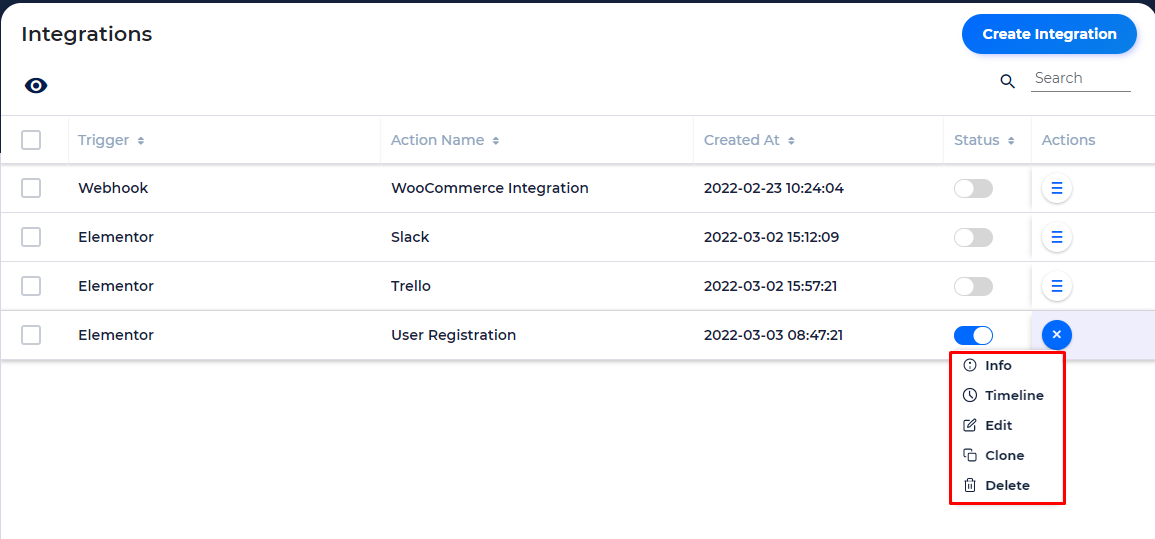 Integrations
Create Integration
Search
Trigger Action Name Created At Status Actions
Webhook WooCommerce Integration 2022-02-23 10:24:04
Elementor Slack 2022-03-02 15:12:09
Elementor Trello 2022-03-02 15:57:21
Elementor User Registration 2022-03-03 08:47:21
Info
Timeline
Edit
Clone
Delete